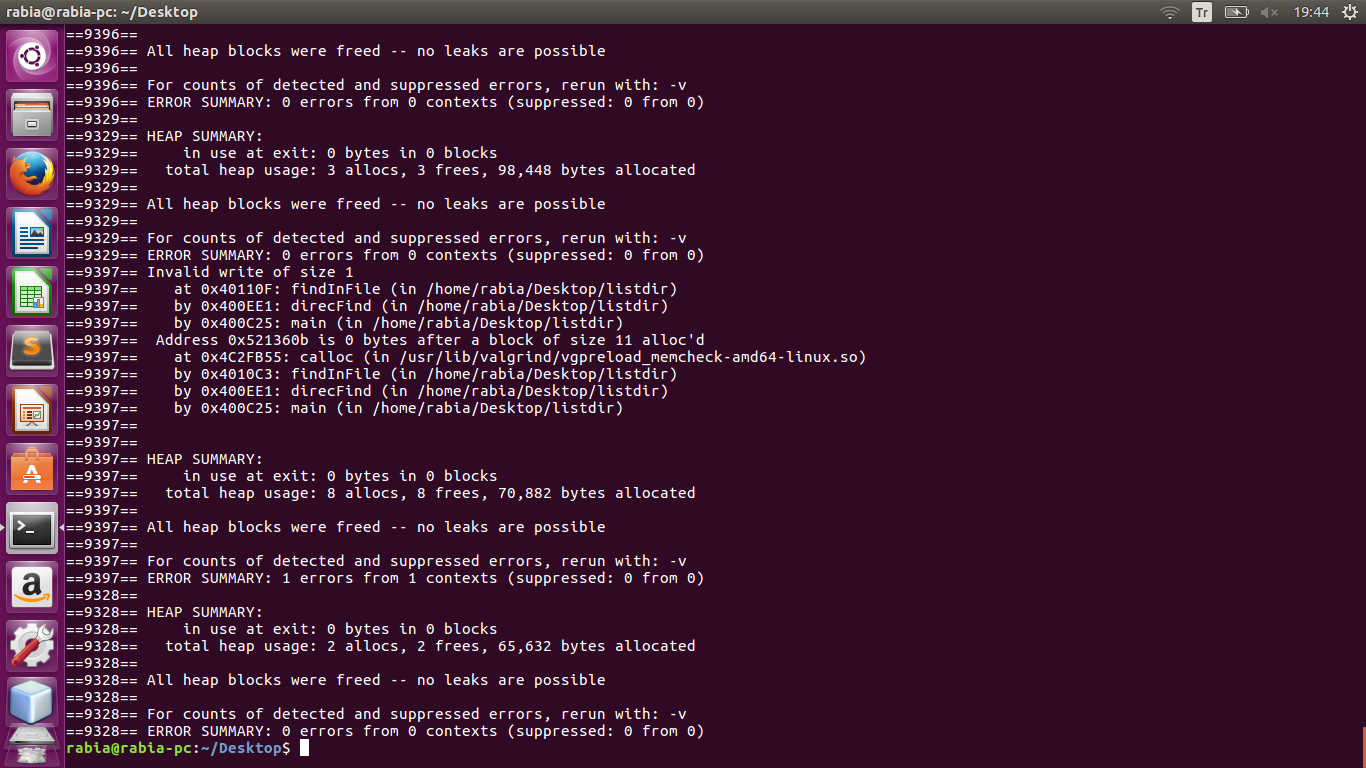 rabia@rabia-pc: ~/Desktop
Tr
19:44
==9396==
==9396== All heap blocks were freed -- no leaks are possible
==9396==
==9396== For counts of detected and suppressed errors, rerun with: -v
==9396== ERROR SUMMARY: 0 errors from 0 contexts (suppressed: 0 from 0)
==9329==
==9329== HEAP SUMMARY:
==9329==     in use at exit: 0 bytes in 0 blocks
==9329==   total heap usage: 3 allocs, 3 frees, 98,448 bytes allocated
==9329==
==9329== All heap blocks were freed -- no leaks are possible
==9329==
==9329== For counts of detected and suppressed errors, rerun with: -v
==9329== ERROR SUMMARY: 0 errors from 0 contexts (suppressed: 0 from 0)
==9397== Invalid write of size 1
==9397==    at 0x40110F: findInFile (in /home/rabia/Desktop/listdir)
==9397==    by 0x400EE1: direcFind (in /home/rabia/Desktop/listdir)
==9397==    by 0x400C25: main (in /home/rabia/Desktop/listdir)
==9397==  Address 0x521360b is 0 bytes after a block of size 11 alloc'd
==9397==    at 0x4C2FB55: calloc (in /usr/lib/valgrind/vgpreload_memcheck-amd64-linux.so)
==9397==    by 0x4010C3: findInFile (in /home/rabia/Desktop/listdir)
==9397==    by 0x400EE1: direcFind (in /home/rabia/Desktop/listdir)
==9397==    by 0x400C25: main (in /home/rabia/Desktop/listdir)
==9397==
==9397==
==9397== HEAP SUMMARY:
==9397==     in use at exit: 0 bytes in 0 blocks
==9397==   total heap usage: 8 allocs, 8 frees, 70,882 bytes allocated
==9397==
==9397== All heap blocks were freed -- no leaks are possible
==9397==
==9397== For counts of detected and suppressed errors, rerun with: -v
==9397== ERROR SUMMARY: 1 errors from 1 contexts (suppressed: 0 from 0)
==9328==
==9328== HEAP SUMMARY:
==9328==     in use at exit: 0 bytes in 0 blocks
==9328==   total heap usage: 2 allocs, 2 frees, 65,632 bytes allocated
==9328==
==9328== All heap blocks were freed -- no leaks are possible
==9328==
==9328== For counts of detected and suppressed errors, rerun with: -v
==9328== ERROR SUMMARY: 0 errors from 0 contexts (suppressed: 0 from 0)
rabia@rabia-pc:~/Desktop$